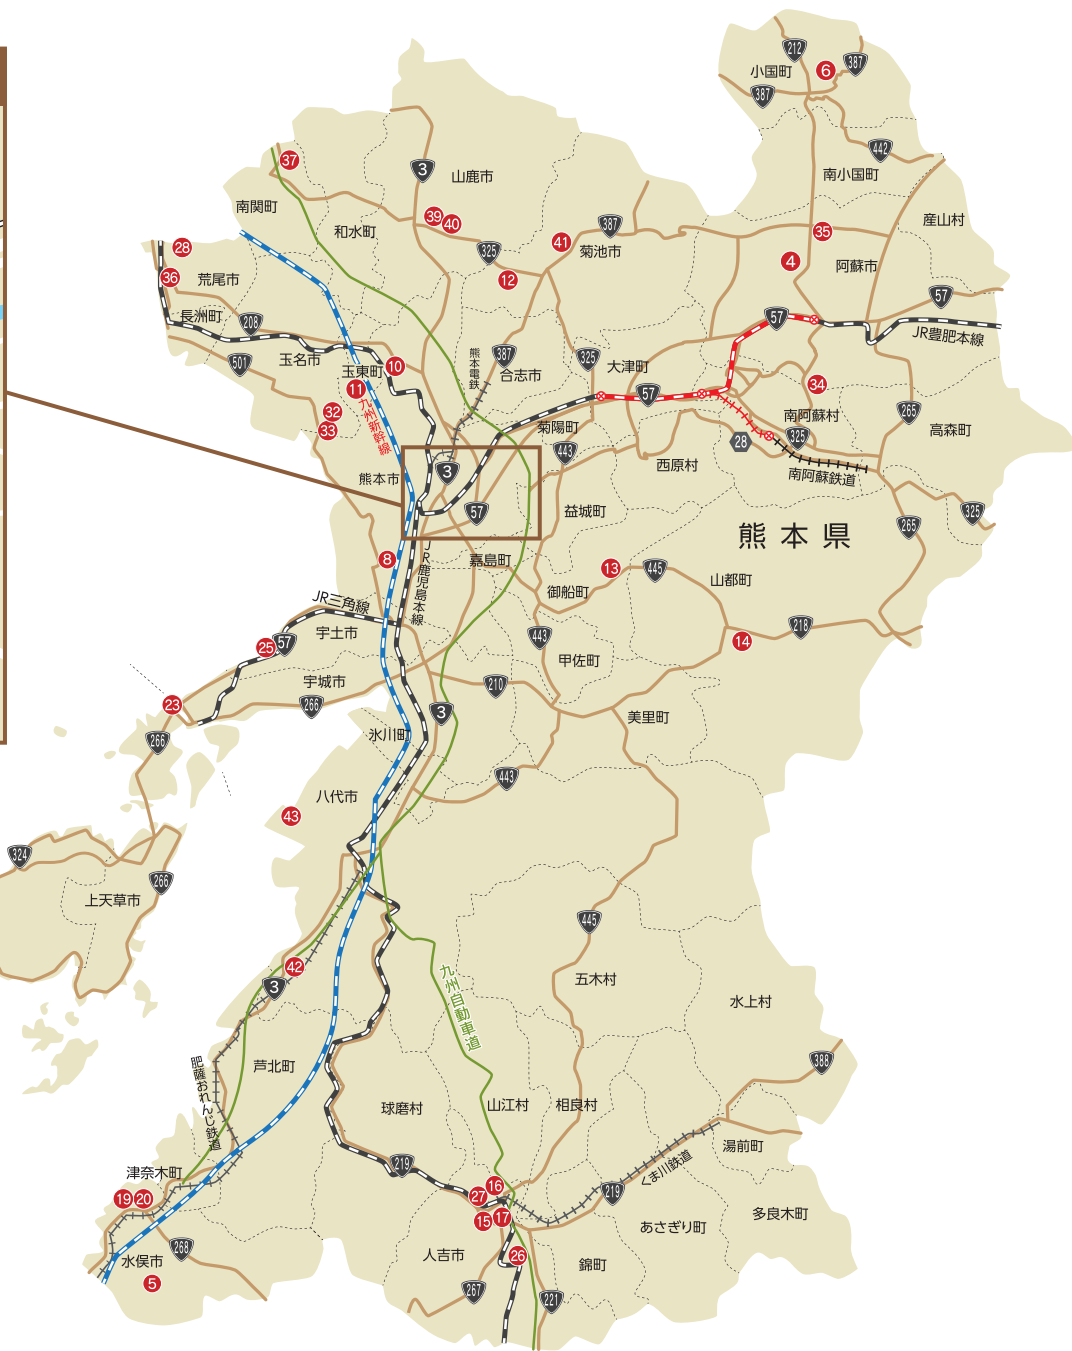 212
小国町
6
387
387
442
37
3
山鹿市
南小国町
南関町
39
40
和水町
387
産山村
35
28
325
41
菊池市
4
阿蘇市
36
荒尾市
12
57
長洲町
208
57
JR豊肥本線
501
玉名市
玉東町
10
熊本電鉄
387
合志市
325
大津町
11
57
34
32
33
九州新幹線
菊陽町
南阿蘇村
265
高森町
28
325
443
西原村
熊本市
3
南阿蘇鉄道
57
益城町
325
265
熊本県
8
JR鹿児島本線
嘉島町
13
445
山都町
御船町
JR三角線
宇土市
57
25
443
218
14
甲佐町
宇城市
210
23
266
3
美里町
266
氷川町
443
八代市
43
324
266
上天草市
445
42
九州自動車道
五木村
3
水上村
肥薩おれんじ鉄道
芦北町
388
球磨村
山江村
相良村
湯前町
219
くま川鉄道
津奈木町
16
219
19
20
27
15
17
あさぎり町
多良木町
水俣市
268
人吉市
26
錦町
5
267
221